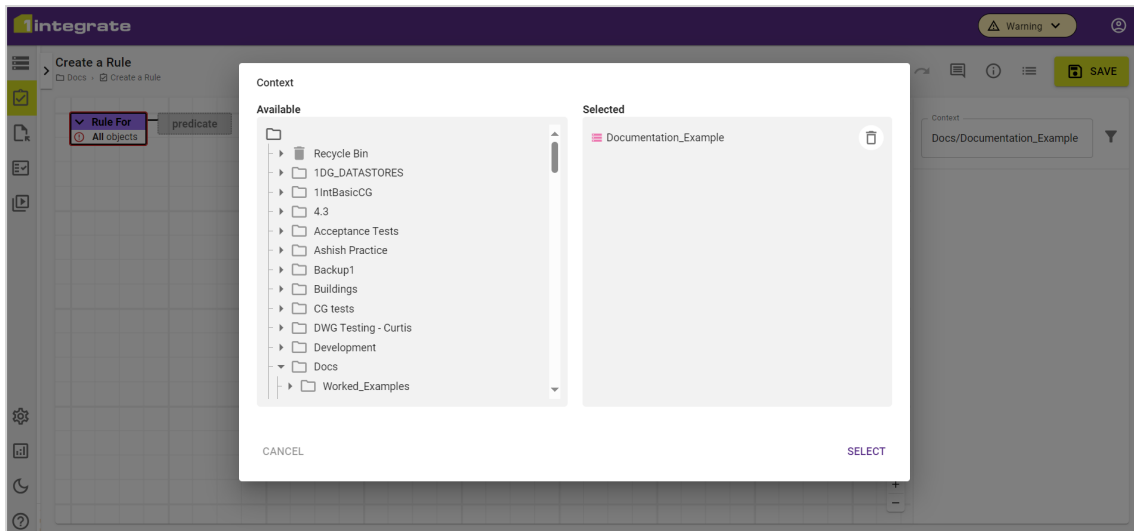 1integrate
Warning
Create a Rule
Docs › Create a Rule
SAVE
Rule For
All objects
predicate
Context
Docs/Documentation_Example
Context
Available
Recycle Bin
1DG_DATASTORES
1IntBasicCG
4.3
Acceptance Tests
Ashish Practice
Backup1
Buildings
CG tests
DWG Testing - Curtis
Development
Docs
Worked_Examples
Selected
Documentation_Example
CANCEL
SELECT